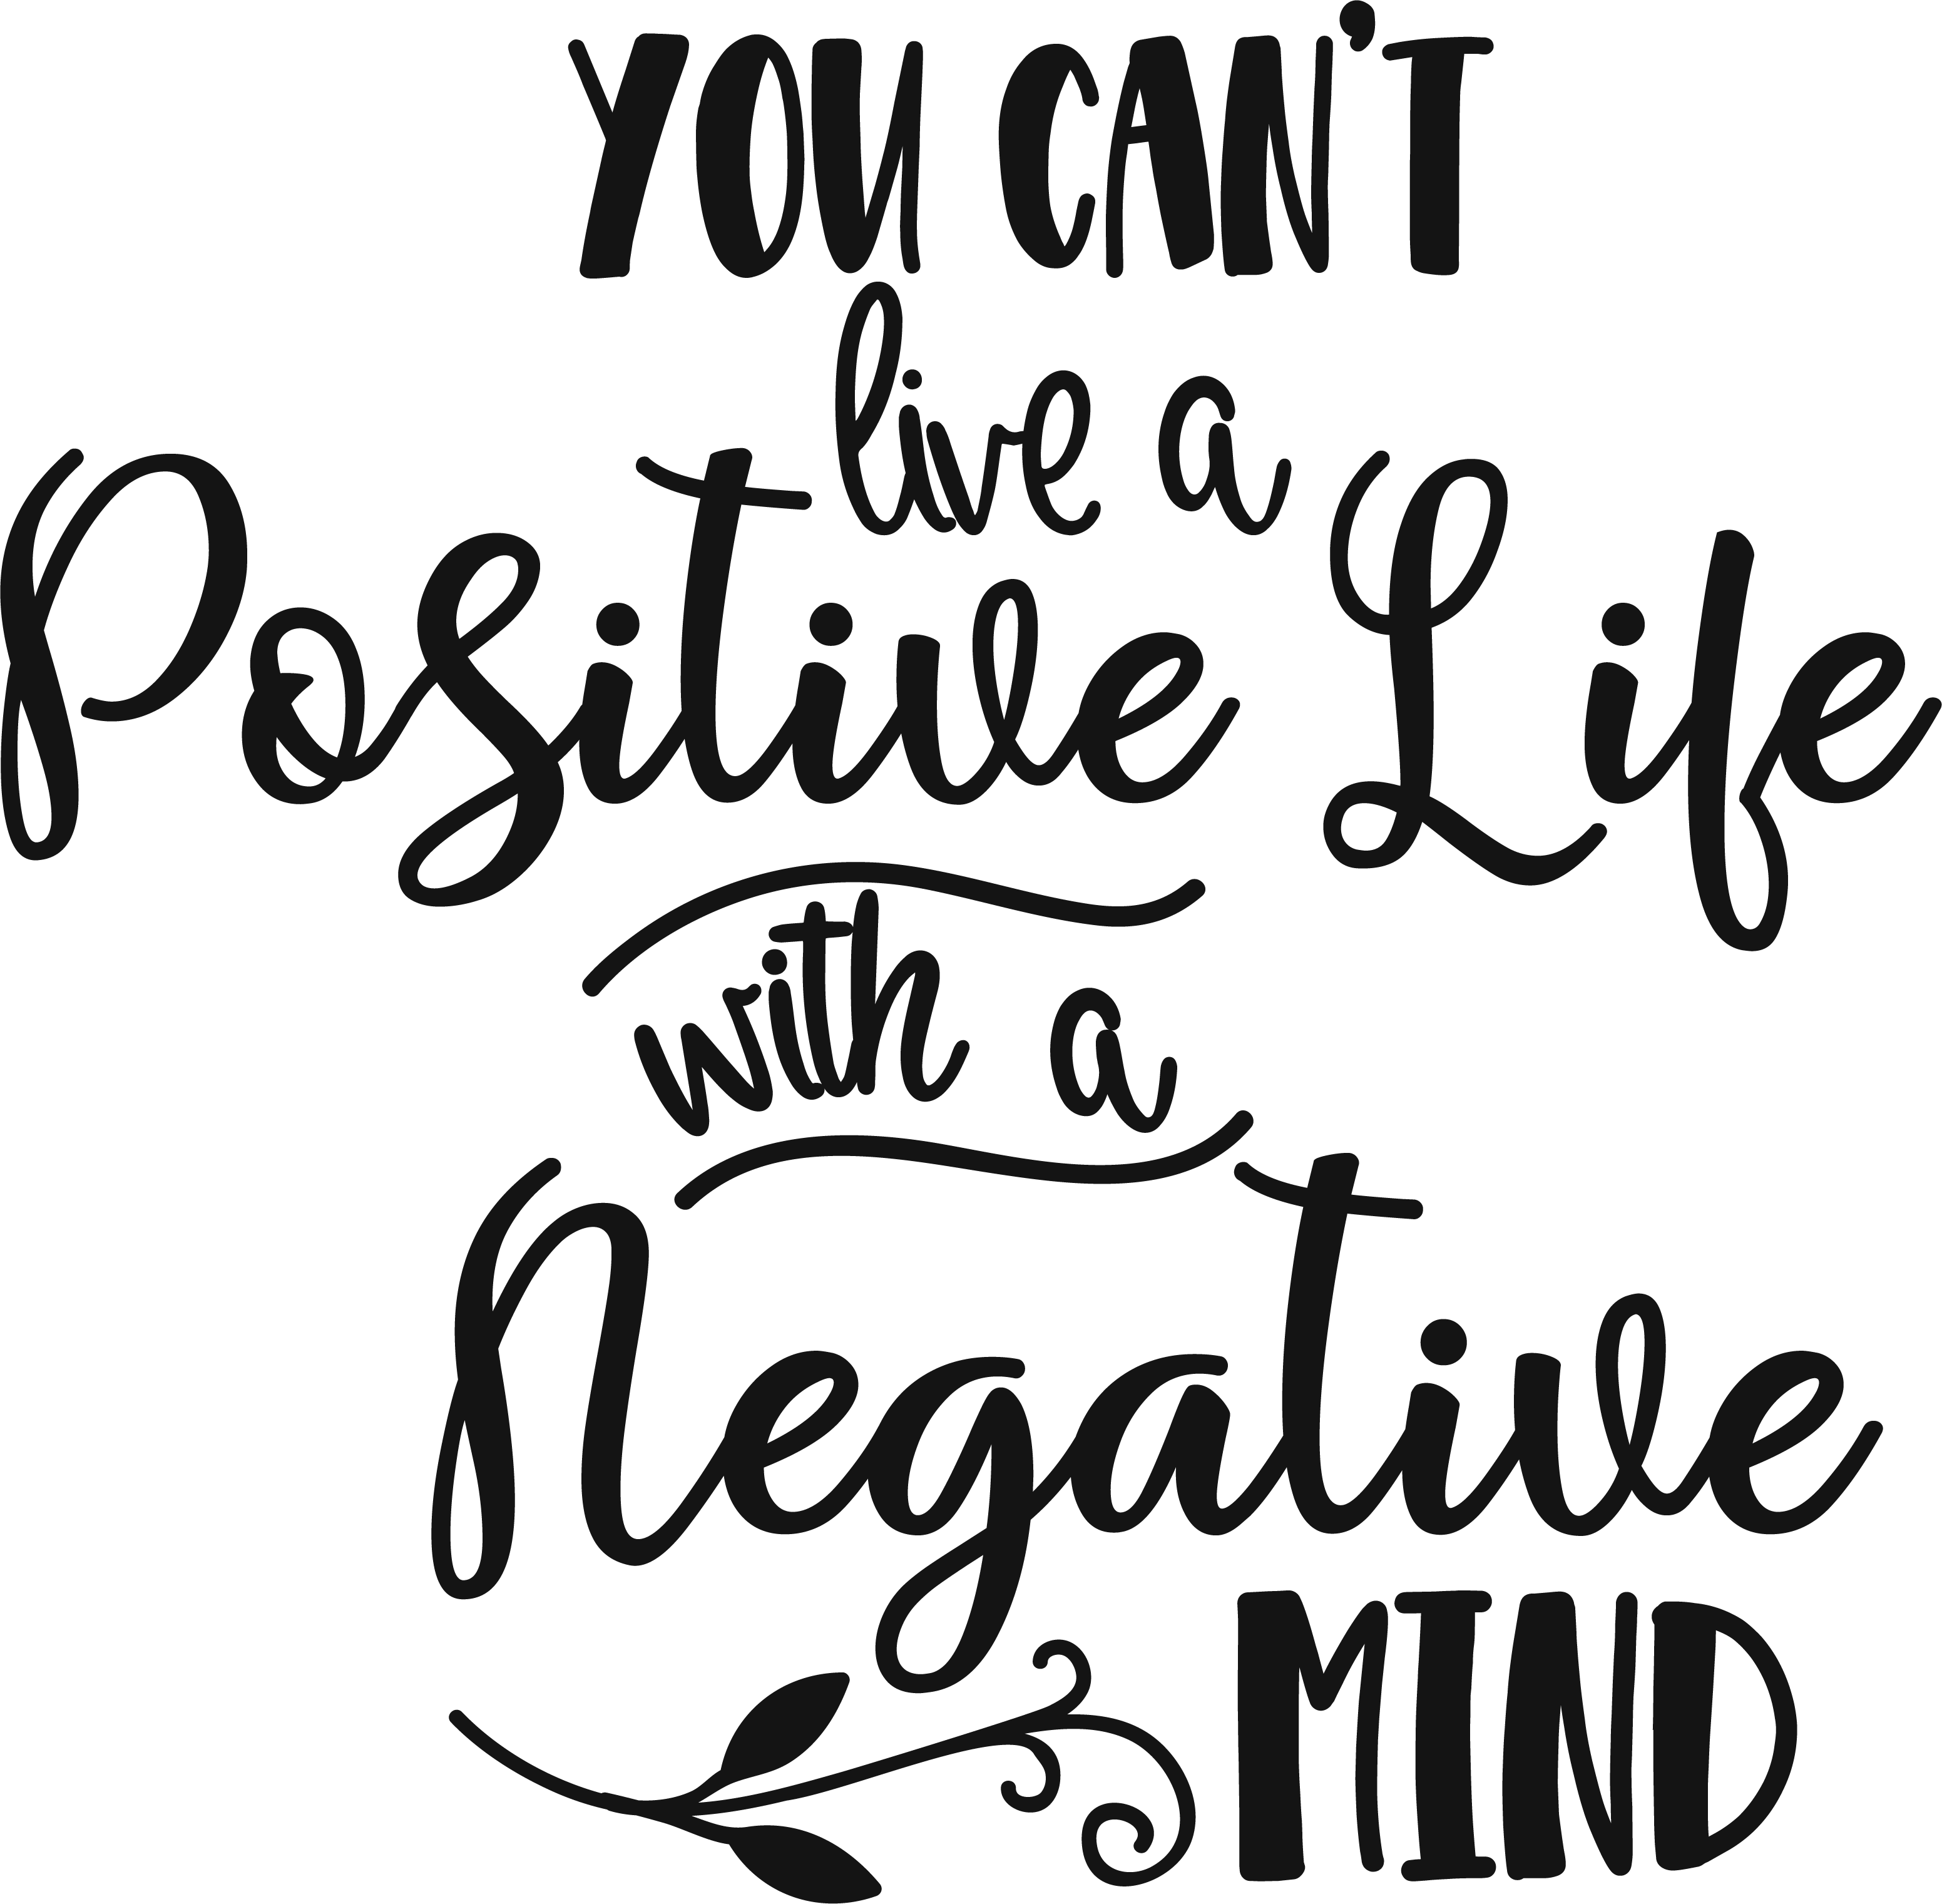 YOU CAN'T
live a
Positive Life
with a
Negative
MIND